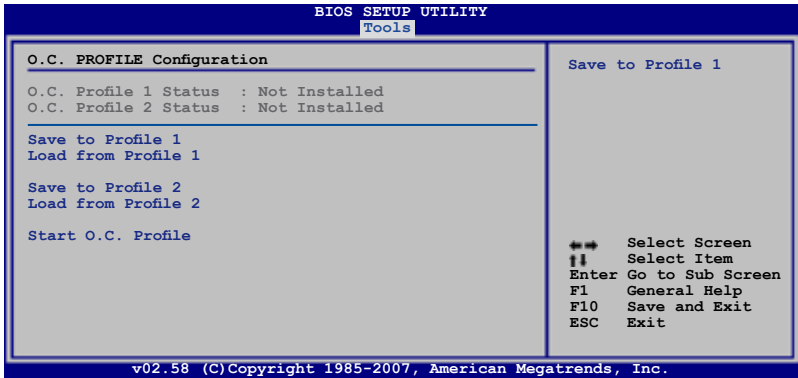 BIOS SETUP UTILITY
Tools
O.C. PROFILE Configuration
O.C. Profile 1 Status : Not Installed
O.C. Profile 2 Status : Not Installed
Save to Profile 1
Load from Profile 1
Save to Profile 2
Load from Profile 2
Start O.C. Profile
Save to Profile 1
←→ Select Screen
↑↓ Select Item
Enter Go to Sub Screen
F1 General Help
F10 Save and Exit
ESC Exit
v02.58 (C)Copyright 1985-2007, American Megatrends, Inc.